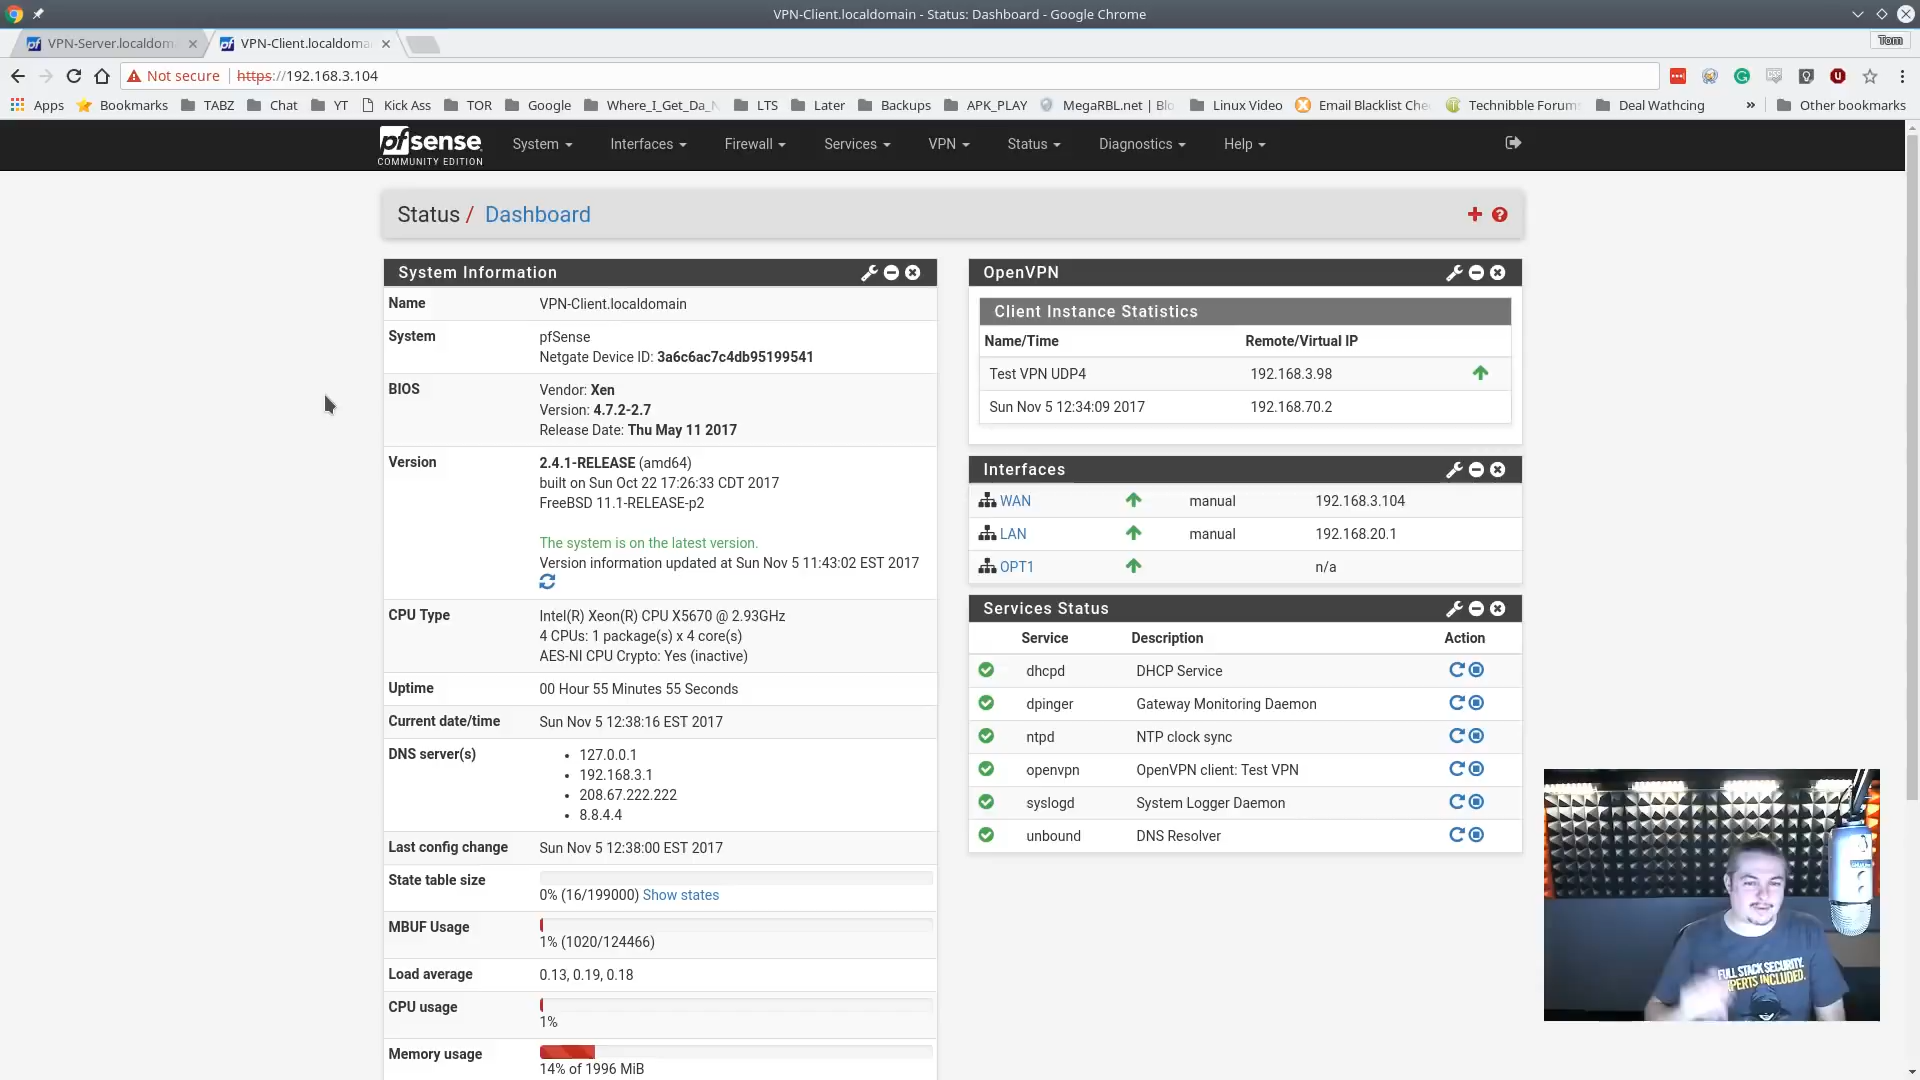 VPN-Client.localdomain - Status: Dashboard - Google Chrome
VPN-Server.localdom
VPN-Client.localdoma
Tom
Not secure
https://192.168.3.104
Apps
Bookmarks
TABZ
Chat
YT
Kick Ass
TOR
Google
Where_I_Get_Da_
LTS
Later
Backups
APK_PLAY
MegaRBL.net | Blo
Linux Video
Email Blacklist Che
Technibble Forum
Deal Wathcing
»
Other bookmarks
pfsense
COMMUNITY EDITION
System
Interfaces
Firewall
Services
VPN
Status
Diagnostics
Help
Status / Dashboard
System Information
Name
VPN-Client.localdomain
System
pfSense
Netgate Device ID: 3a6c6ac7c4db95199541
BIOS
Vendor: Xen
Version: 4.7.2-2.7
Release Date: Thu May 11 2017
Version
2.4.1-RELEASE (amd64)
built on Sun Oct 22 17:26:33 CDT 2017
FreeBSD 11.1-RELEASE-p2
The system is on the latest version.
Version information updated at Sun Nov 5 11:43:02 EST 2017
CPU Type
Intel(R) Xeon(R) CPU X5670 @ 2.93GHz
4 CPUs: 1 package(s) x 4 core(s)
AES-NI CPU Crypto: Yes (inactive)
Uptime
00 Hour 55 Minutes 55 Seconds
Current date/time
Sun Nov 5 12:38:16 EST 2017
DNS server(s)
• 127.0.0.1
• 192.168.3.1
• 208.67.222.222
• 8.8.4.4
Last config change
Sun Nov 5 12:38:00 EST 2017
State table size
0% (16/199000) Show states
MBUF Usage
1% (1020/124466)
Load average
0.13, 0.19, 0.18
CPU usage
1%
Memory usage
14% of 1996 MiB
OpenVPN
Client Instance Statistics
Name/Time
Remote/Virtual IP
Test VPN UDP4
192.168.3.98
Sun Nov 5 12:34:09 2017
192.168.70.2
Interfaces
WAN
manual
192.168.3.104
LAN
manual
192.168.20.1
OPT1
n/a
Services Status
Service
Description
Action
dhcpd
DHCP Service
dpinger
Gateway Monitoring Daemon
ntpd
NTP clock sync
openvpn
OpenVPN client: Test VPN
syslogd
System Logger Daemon
unbound
DNS Resolver
FULL STACK SECURITY.
INCLUDED.